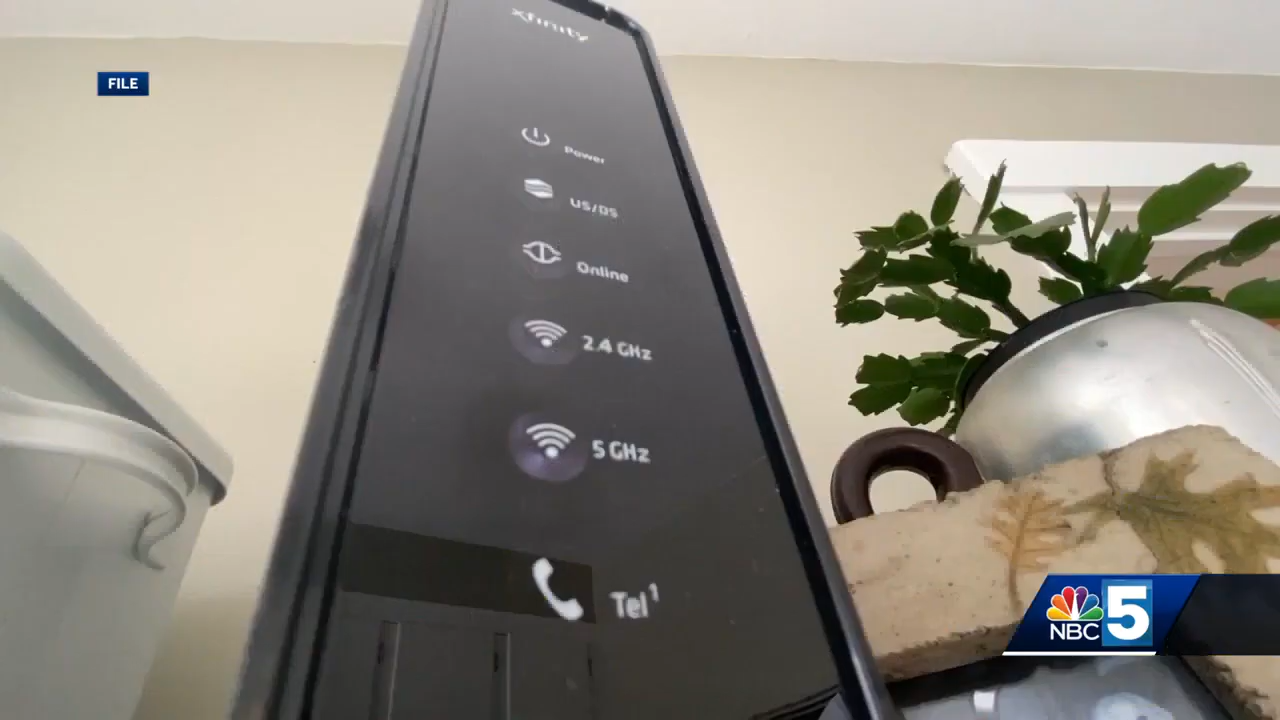 xfinity
FILE
Power
US/DS
Online
2.4 GHz
5 GHz
Tel1
NBC 5